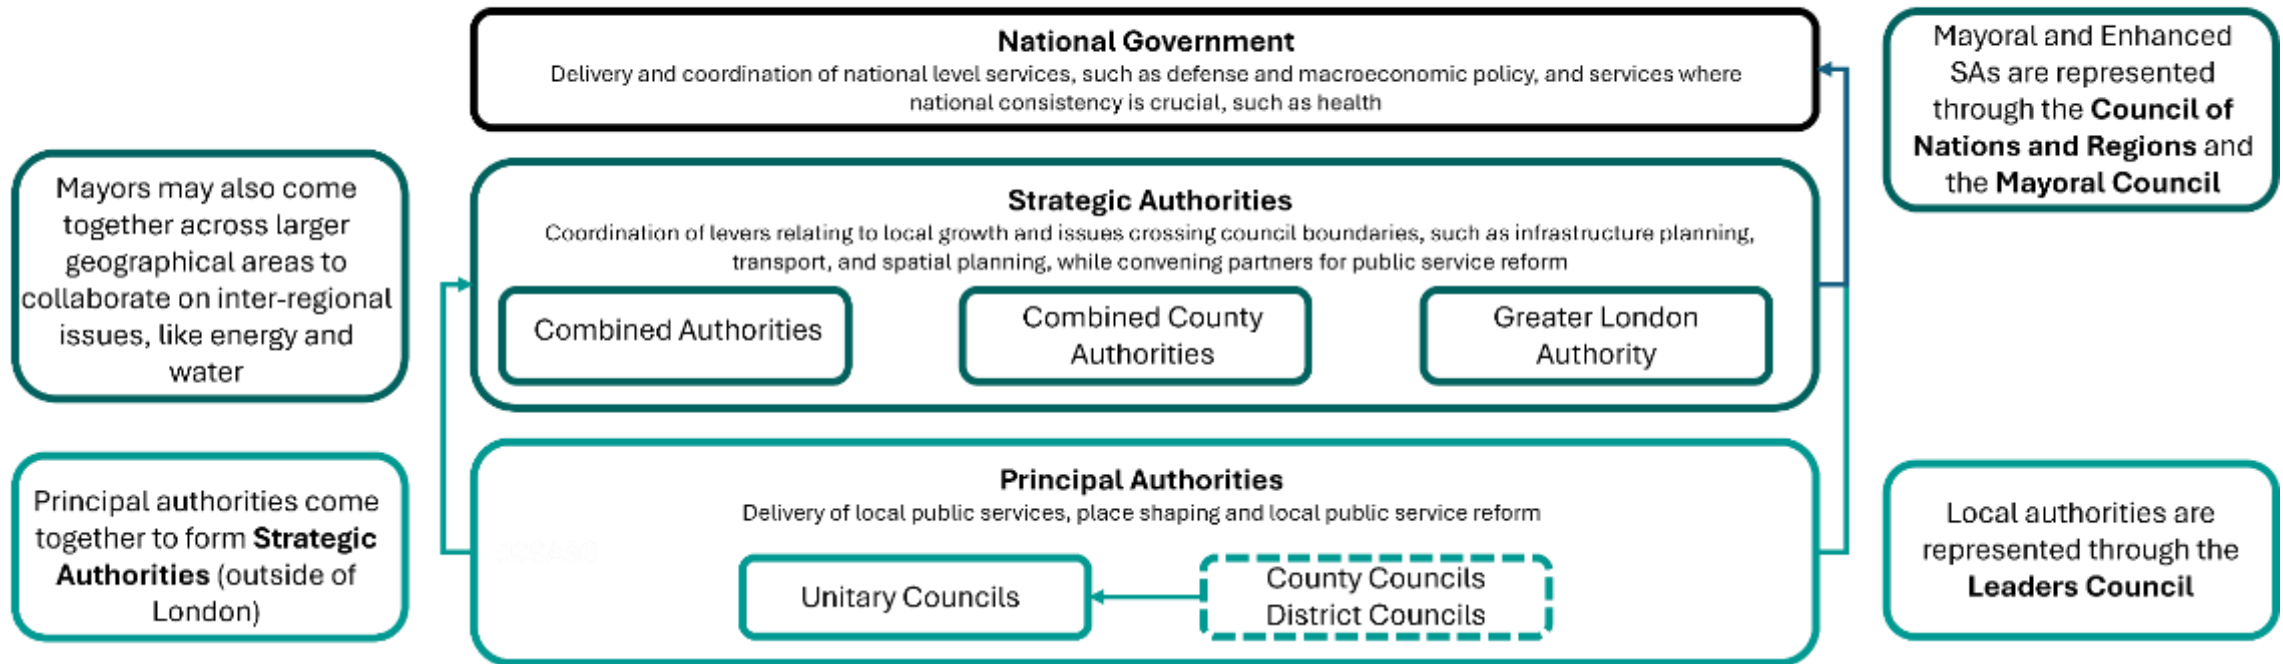 National Government
Delivery and coordination of national level services, such as defense and macroeconomic policy, and services where
national consistency is crucial, such as health
Mayoral and Enhanced
SAs are represented
through the Council of
Nations and Regions and
the Mayoral Council
Mayors may also come
together across larger
geographical areas to
collaborate on inter-regional
issues, like energy and
water
Strategic Authorities
Coordination of levers relating to local growth and issues crossing council boundaries, such as infrastructure planning,
transport, and spatial planning, while convening partners for public service reform
Combined Authorities
Combined County
Authorities
Greater London
Authority
Principal authorities come
together to form Strategic
Authorities (outside of
London)
Principal Authorities
Delivery of local public services, place shaping and local public service reform
Unitary Councils
County Councils
District Councils
Local authorities are
represented through the
Leaders Council